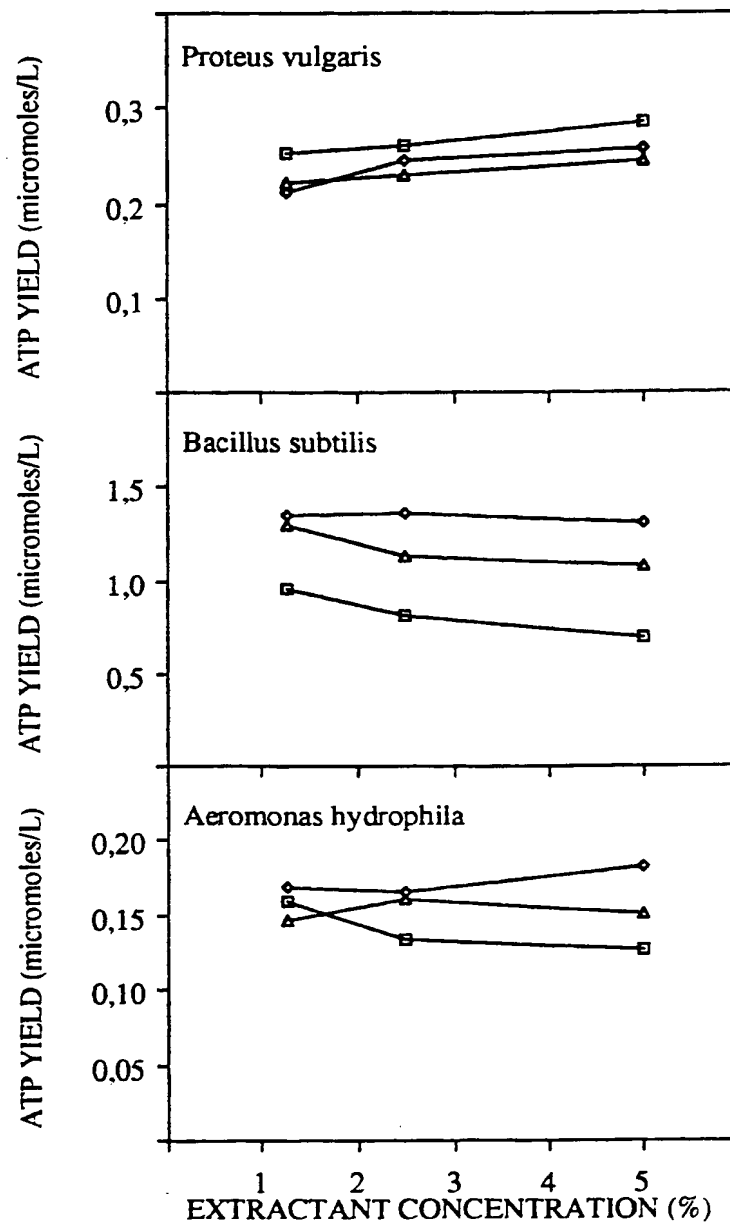 Proteus vulgaris
0,3
0,2
0,1
ATP YIELD (micromoles/L)
Bacillus subtilis
1,5
1,0
0,5
ATP YIELD (micromoles/L)
Aeromonas hydrophila
0,20
0,15
0,10
0,05
ATP YIELD (micromoles/L)
1 2 3 4 5
EXTRACTANT CONCENTRATION (%)